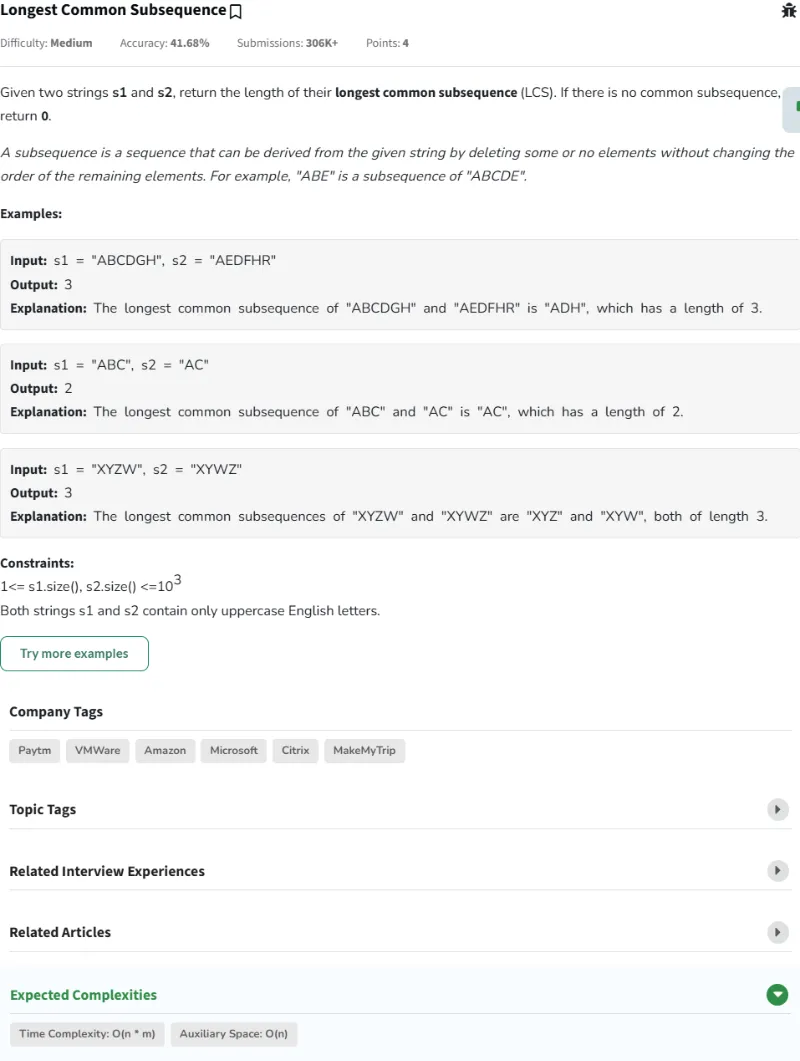 Longest Common Subsequence
Difficulty: Medium Accuracy: 41.68% Submissions: 306K+ Points: 4
Given two strings s1 and s2, return the length of their longest common subsequence (LCS). If there is no common subsequence,
return 0.
A subsequence is a sequence that can be derived from the given string by deleting some or no elements without changing the
order of the remaining elements. For example, "ABE" is a subsequence of "ABCDE".
Examples:
Input: s1 = "ABCDGH", s2 = "AEDFHR"
Output: 3
Explanation: The longest common subsequence of "ABCDGH" and "AEDFHR" is "ADH", which has a length of 3.
Input: s1 = "ABC", s2 = "AC"
Output: 2
Explanation: The longest common subsequence of "ABC" and "AC" is "AC", which has a length of 2.
Input: s1 = "XYZW", s2 = "XYWZ"
Output: 3
Explanation: The longest common subsequences of "XYZW" and "XYWZ" are "XYZ" and "XYW", both of length 3.
Constraints:
1<= s1.size(), s2.size() <=10³
Both strings s1 and s2 contain only uppercase English letters.
Try more examples
Company Tags
Paytm VMWare Amazon Microsoft Citrix MakeMyTrip
Topic Tags
Related Interview Experiences
Related Articles
Expected Complexities
Time Complexity: O(n * m) Auxiliary Space: O(n)